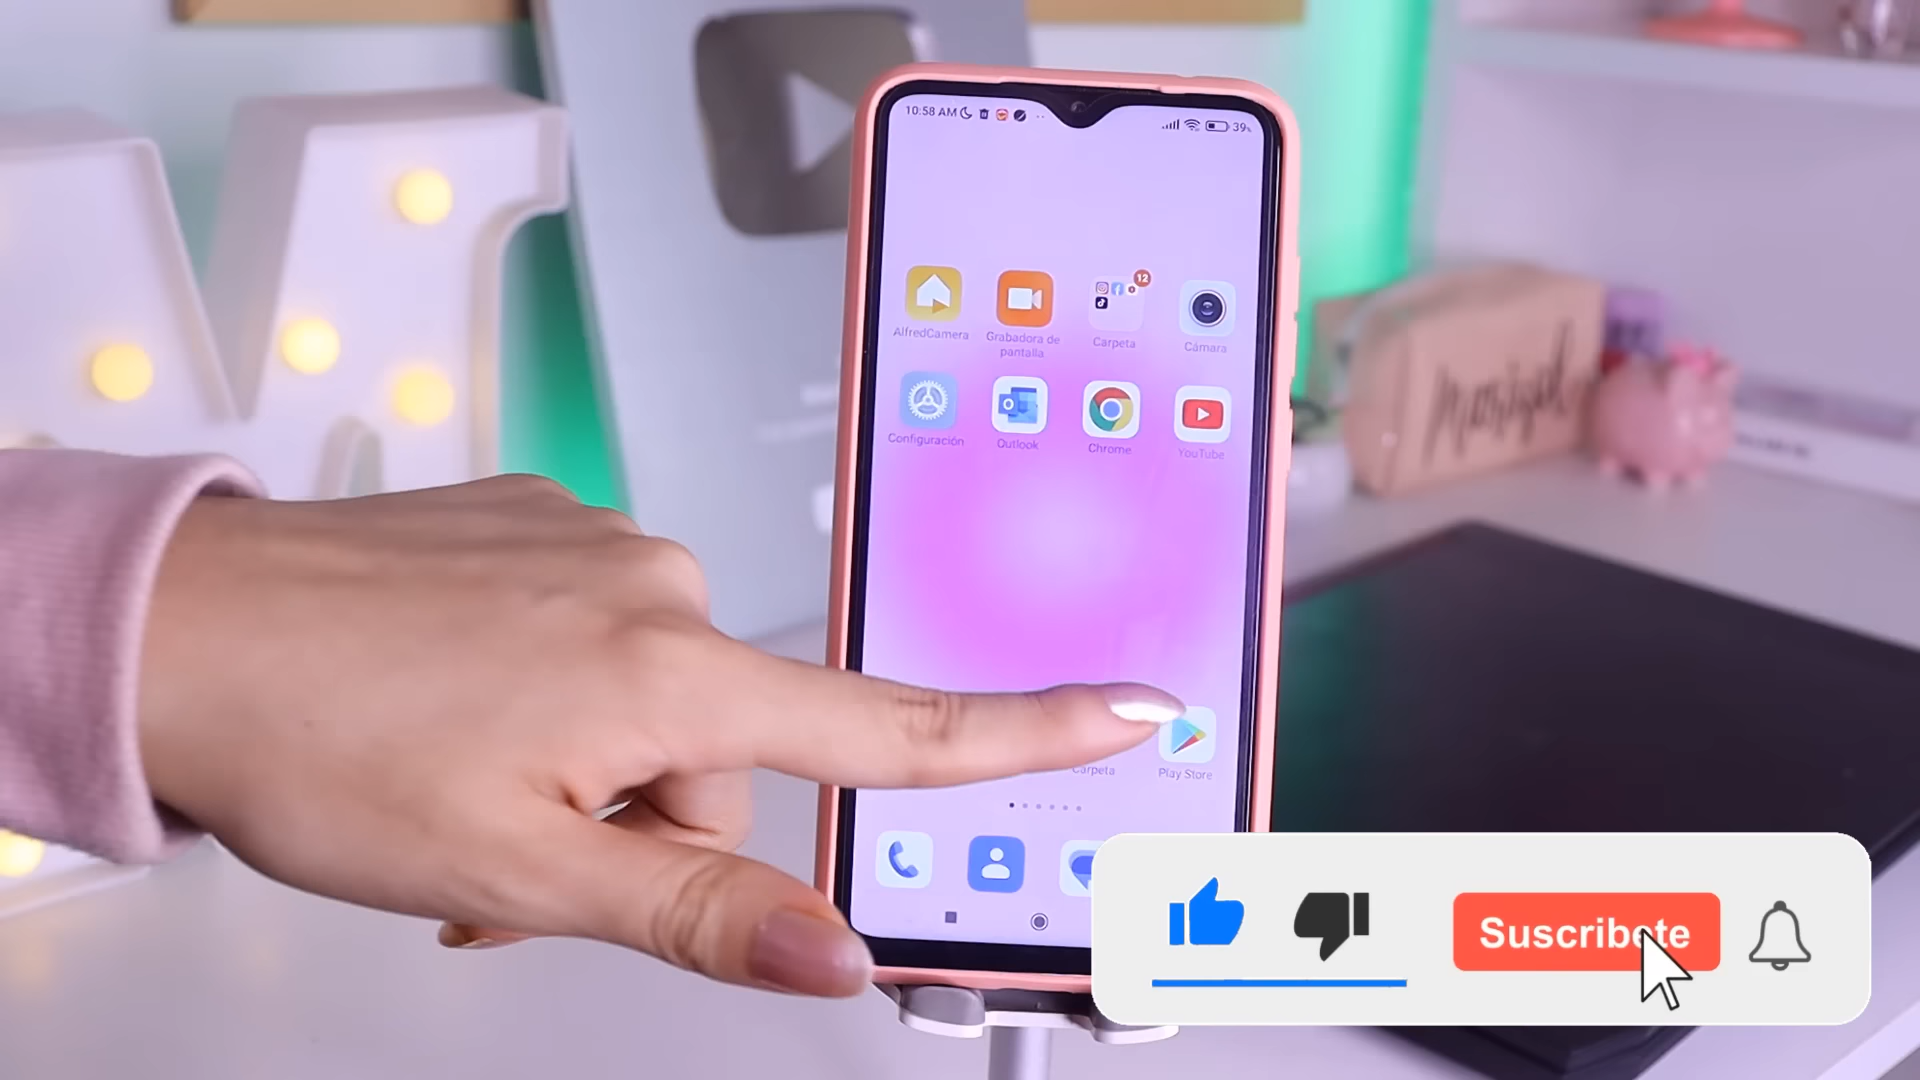 10:58 AM
39%
12
AlfredCamera
Grabadora de
pantalla
Carpeta
Cámara
Configuración
Outlook
Chrome
YouTube
Marisol
Carpeta
Play Store
Suscribete